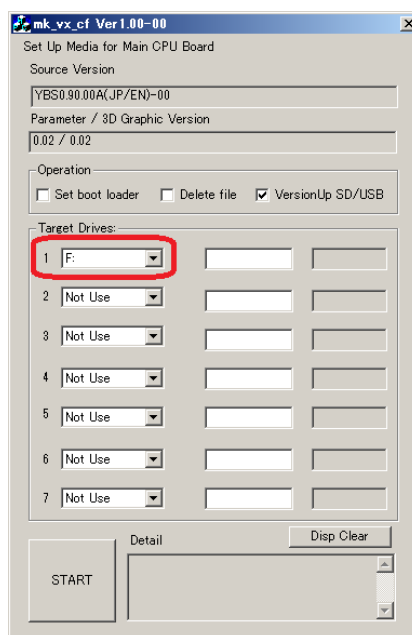 mk_vx_cf Ver1.00-00
Set Up Media for Main CPU Board
Source Version
YBS0.90.00A(JP/EN)-00
Parameter / 3D Graphic Version
0.02 / 0.02
Operation
Set boot loader Delete file VersionUp SD/USB
Target Drives:
1 F:
2 Not Use
3 Not Use
4 Not Use
5 Not Use
6 Not Use
7 Not Use
Disp Clear
Detail
START